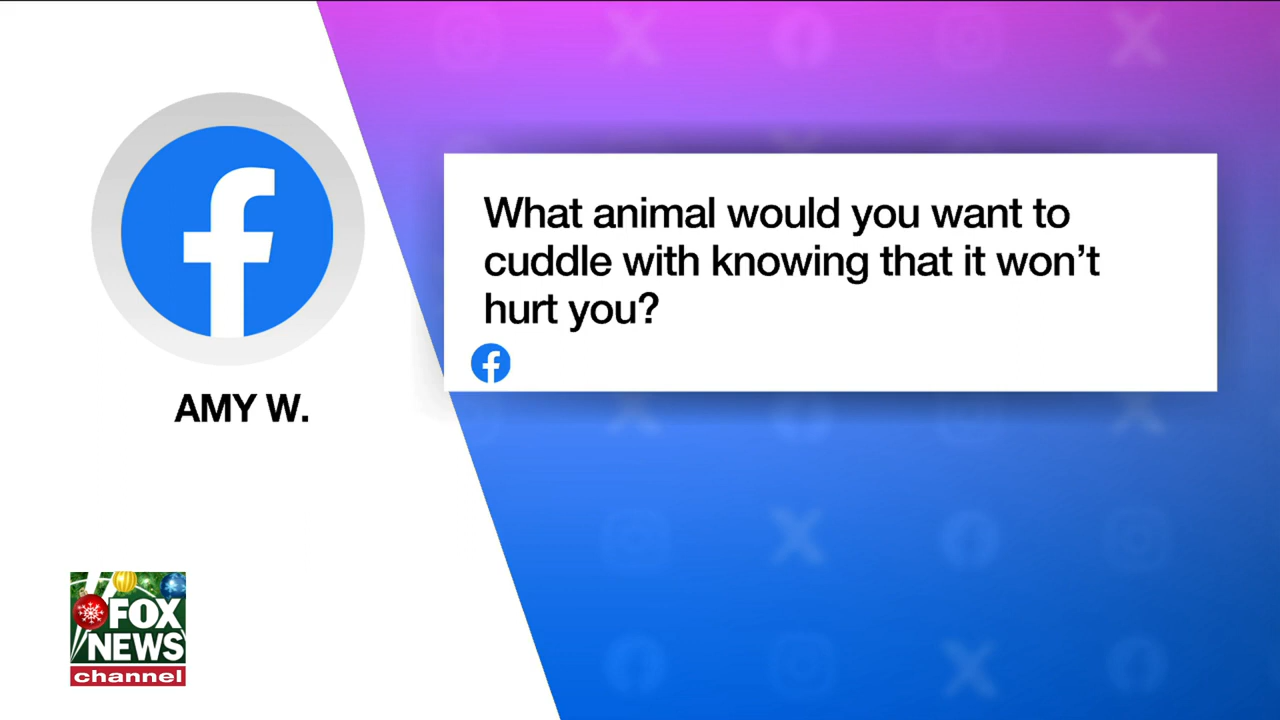 What animal would you want to
cuddle with knowing that it won't
hurt you?
AMY W.
FOX
NEWS
channel